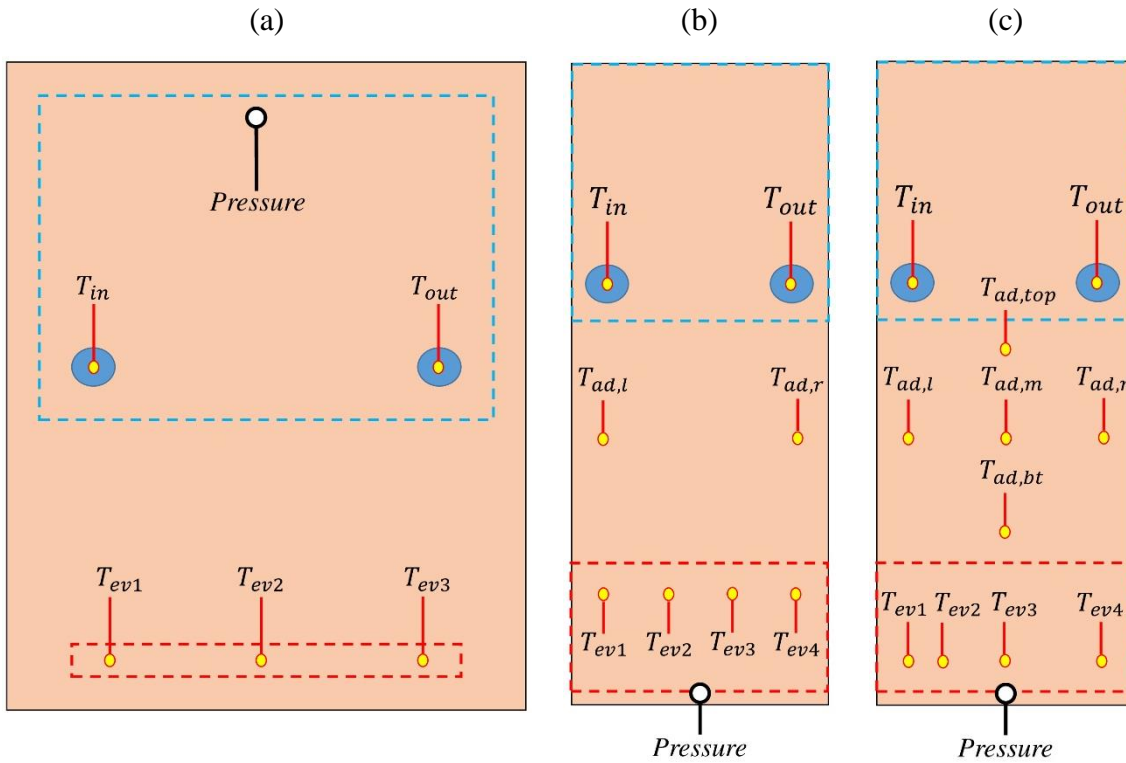 (a) (b) (c)
Pressure
T_in T_out
T_ev1 T_ev2 T_ev3
T_in T_out
T_ad,l T_ad,r
T_ev1 T_ev2 T_ev3 T_ev4
Pressure
T_in T_out
T_ad,top
T_ad,l T_ad,m T_ad,r
T_ad,bt
T_ev1 T_ev2 T_ev3 T_ev4
Pressure